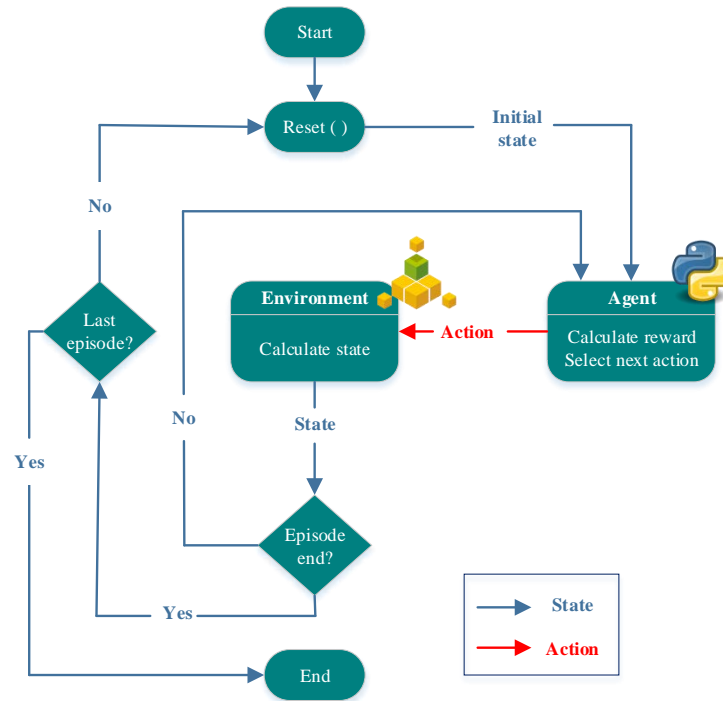 Start
Reset ( )
Initial
state
No
Environment
Calculate state
Action
Agent
Calculate reward
Select next action
Last
episode?
No
State
Yes
Episode
end?
Yes
State
Action
End